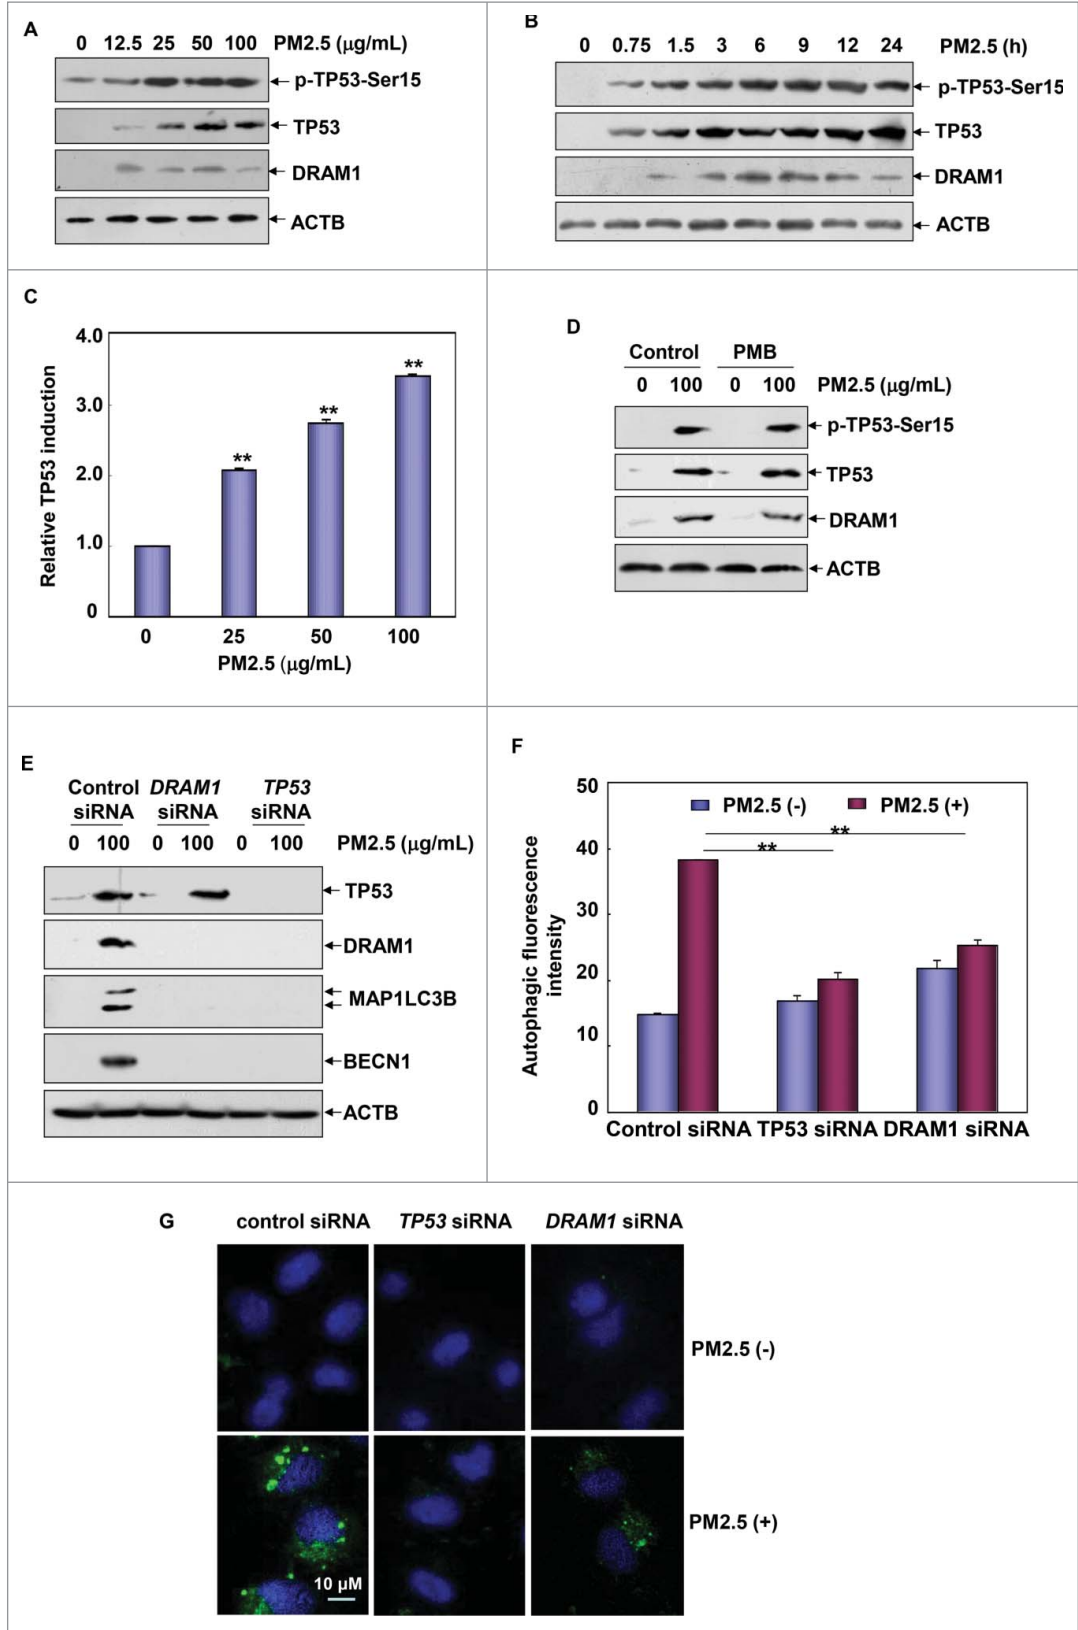 A
0 12.5 25 50 100 PM2.5 (μg/mL)
p-TP53-Ser15
TP53
DRAM1
ACTB
B
0 0.75 1.5 3 6 9 12 24 PM2.5 (h)
p-TP53-Ser15
TP53
DRAM1
ACTB
C
4.0
3.0
2.0
1.0
0
Relative TP53 induction
** ** **
0 25 50 100
PM2.5 (μg/mL)
D
Control PMB
0 100 0 100 PM2.5 (μg/mL)
p-TP53-Ser15
TP53
DRAM1
ACTB
E
Control DRAM1 TP53
siRNA siRNA siRNA
0 100 0 100 0 100 PM2.5 (μg/mL)
TP53
DRAM1
MAP1LC3B
BECN1
ACTB
F
50
40
30
20
10
0
Autophagic fluorescence
intensity
PM2.5 (-) PM2.5 (+)
**
**
Control siRNA TP53 siRNA DRAM1 siRNA
G control siRNA TP53 siRNA DRAM1 siRNA
PM2.5 (-)
PM2.5 (+)
10 μM